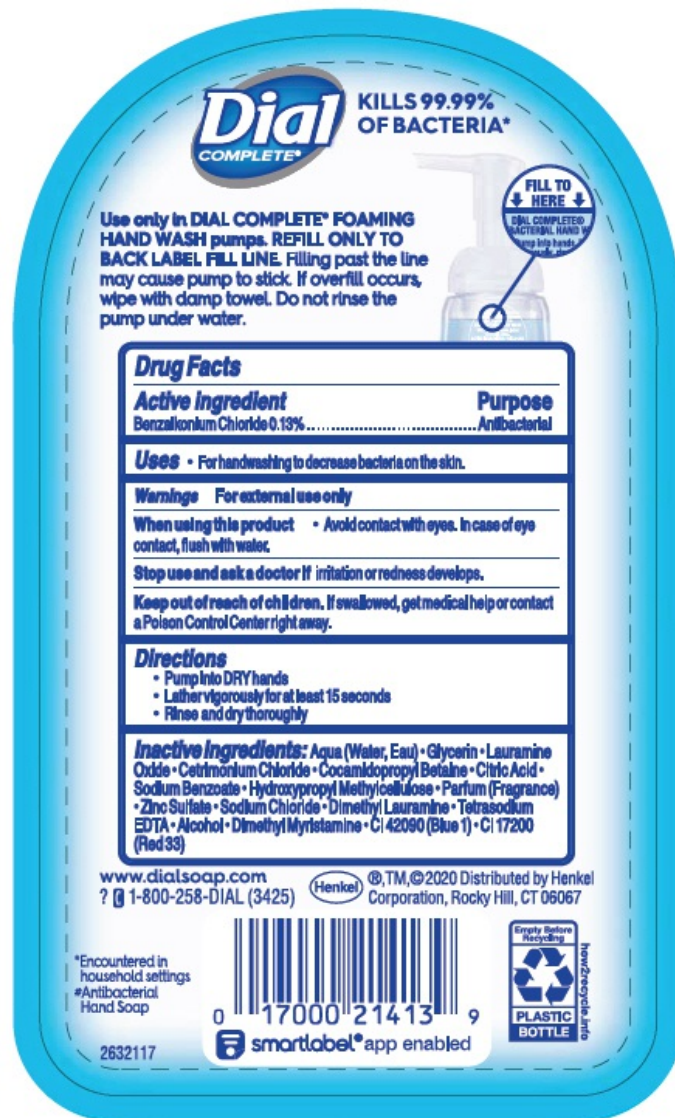 Dial
COMPLETE®
KILLS 99.99%
OF BACTERIA*
Use only in DIAL COMPLETE® FOAMING
HAND WASH pumps. REFILL ONLY TO
BACK LABEL FILL LINE. Filling past the line
may cause pump to stick. If overfill occurs,
wipe with damp towel. Do not rinse the
pump under water.
FILL TO
HERE
DIAL COMPLETE®
BACTERIAL HAND W
ump into hands,
Drug Facts
Active ingredient Purpose
Benzalkonium Chloride 0.13% ................................................ Antibacterial
Uses • For handwashing to decrease bacteria on the skin.
Warnings For external use only
When using this product • Avoid contact with eyes. In case of eye
contact, flush with water.
Stop use and ask a doctor if irritation or redness develops.
Keep out of reach of children. If swallowed, get medical help or contact
a Poison Control Center right away.
Directions
• Pump into DRY hands
• Lather vigorously for at least 15 seconds
• Rinse and dry thoroughly
Inactive Ingredients: Aqua (Water, Eau) • Glycerin • Lauramine
Oxide • Cetrimonium Chloride • Cocamidopropyl Betaine • Citric Acid •
Sodium Benzoate • Hydroxypropyl Methylcellulose • Parfum (Fragrance)
• Zinc Sulfate • Sodium Chloride • Dimethyl Lauramine • Tetrasodium
EDTA • Alcohol • Dimethyl Myristamine • CI 42090 (Blue 1) • CI 17200
(Red 33)
www.dialsoap.com
? 1-800-258-DIAL (3425)
Henkel
®,TM,©2020 Distributed by Henkel
Corporation, Rocky Hill, CT 06067
*Encountered in
household settings
#Antibacterial
Hand Soap
2632117
0 17000 21413 9
smartlabel® app enabled
Empty Before
Recycling
PLASTIC
BOTTLE
how2recycle.info